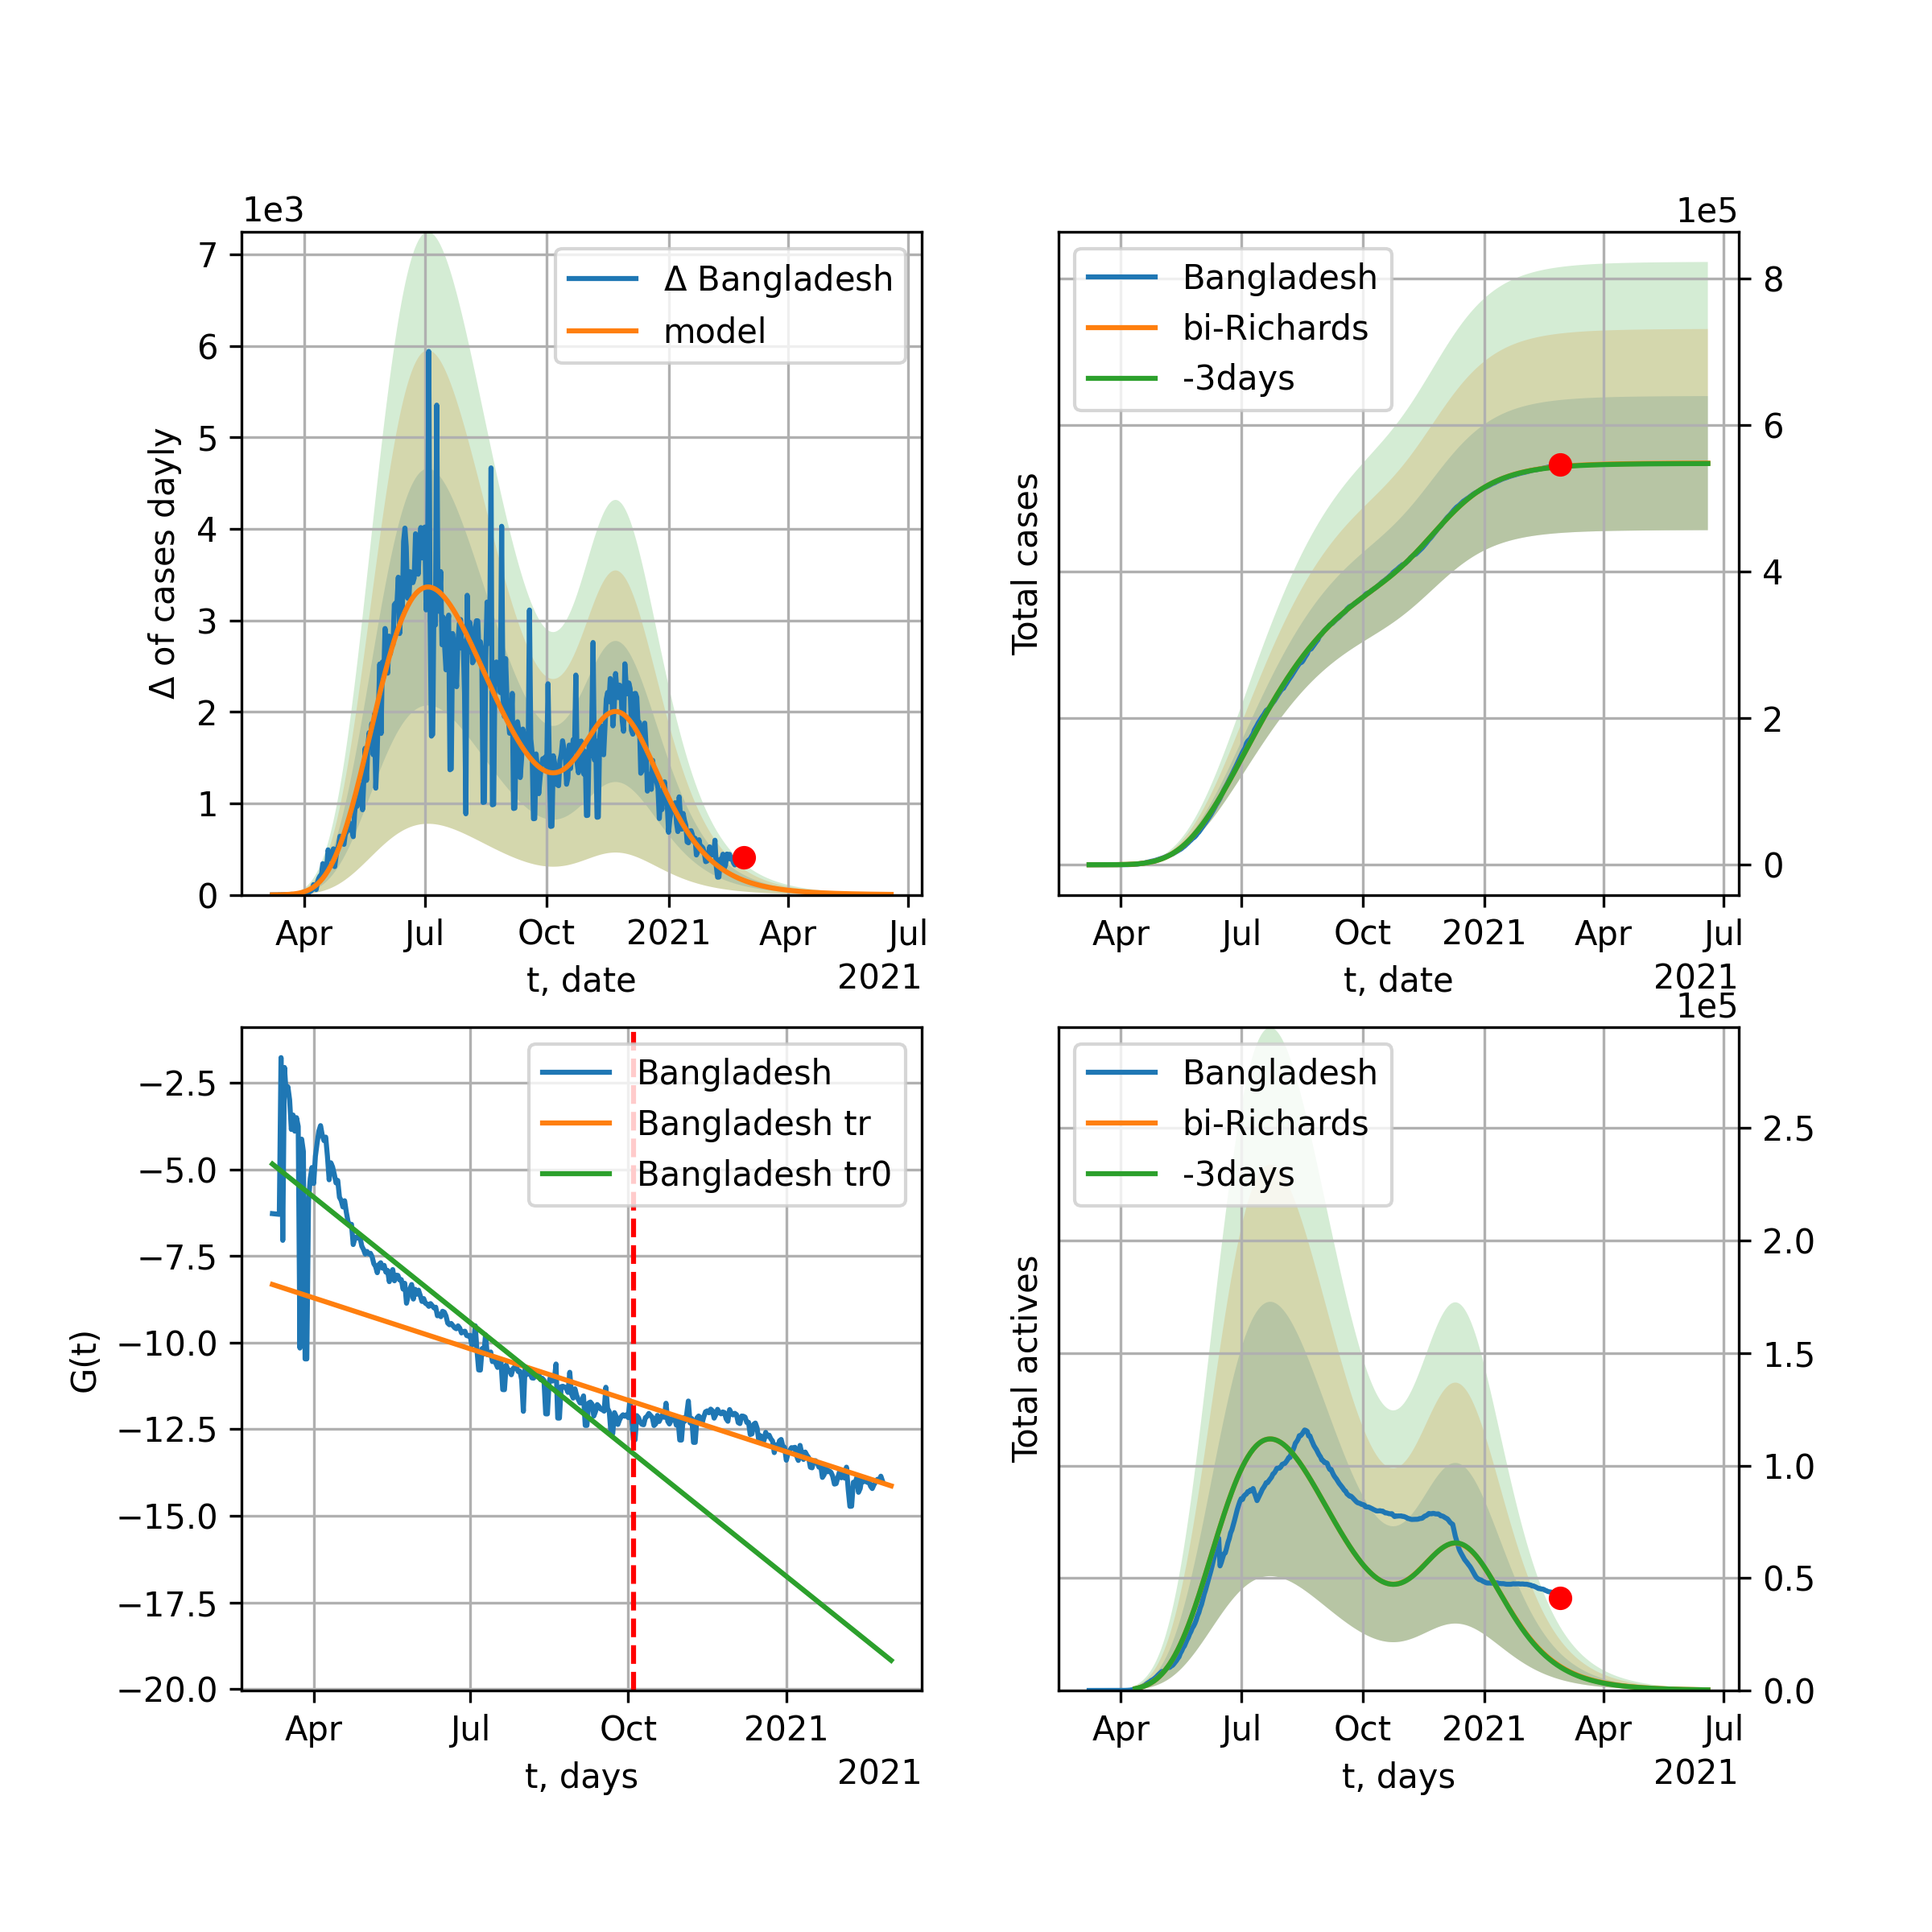 1e3
7
6
5
4
3
2
1
0
Δ of cases dayly
Δ Bangladesh
model
Apr Jul Oct 2021 Apr Jul
t, date
2021
1e5
8
6
4
2
0
Total cases
Bangladesh
bi-Richards
-3days
Apr Jul Oct 2021 Apr Jul
t, date
2021
−2.5
−5.0
−7.5
−10.0
−12.5
−15.0
−17.5
−20.0
G(t)
Bangladesh
Bangladesh tr
Bangladesh tr0
Apr Jul Oct 2021
t, days
2021
1e5
2.5
2.0
1.5
1.0
0.5
0.0
Total actives
Bangladesh
bi-Richards
-3days
Apr Jul Oct 2021 Apr Jul
t, days
2021